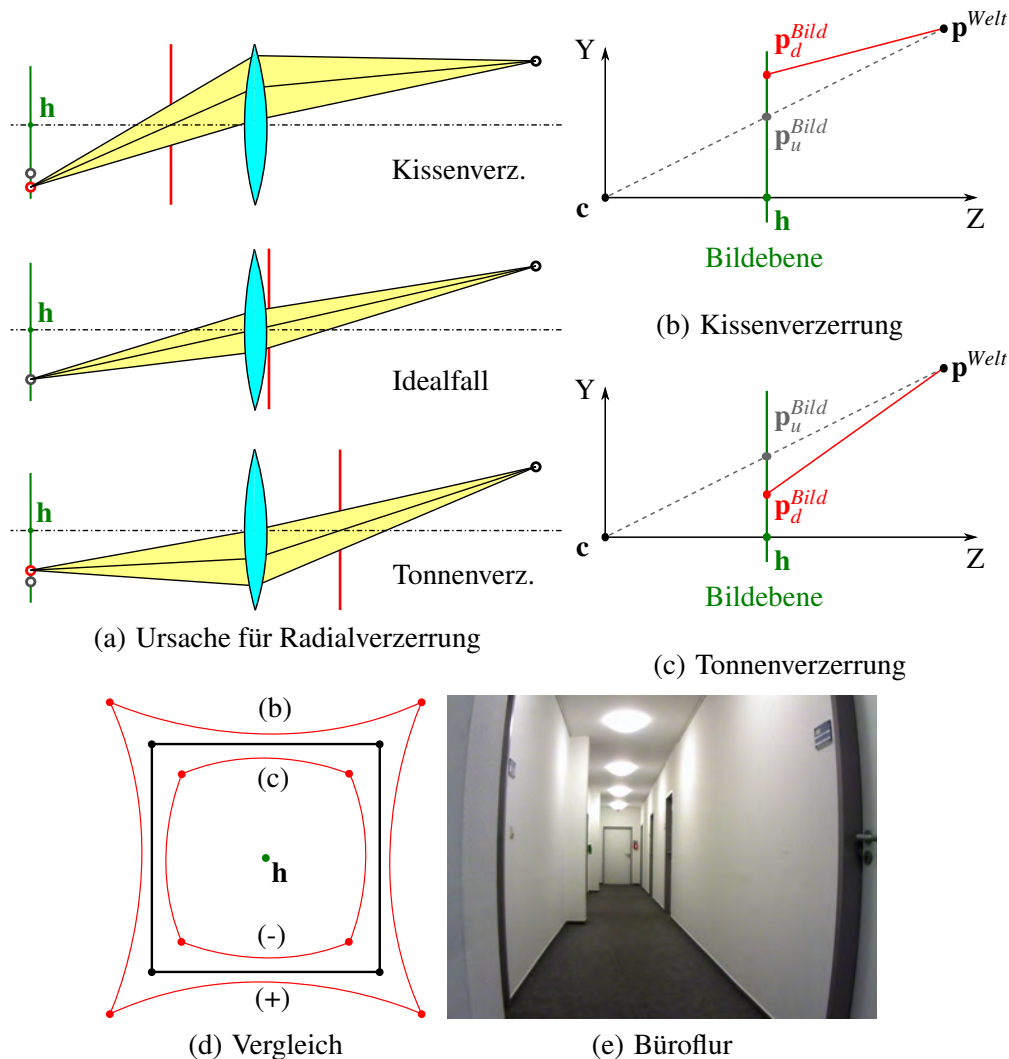 h
Kissenverz.
h
Idealfall
h
Tonnenverz.
(a) Ursache für Radialverzerrung
Y
p_d^Bild
p^Welt
p_u^Bild
c
h
Z
Bildebene
(b) Kissenverzerrung
Y
p^Welt
p_u^Bild
p_d^Bild
c
h
Z
Bildebene
(c) Tonnenverzerrung
(b)
(c)
h
(-)
(+)
(d) Vergleich
(e) Büroflur